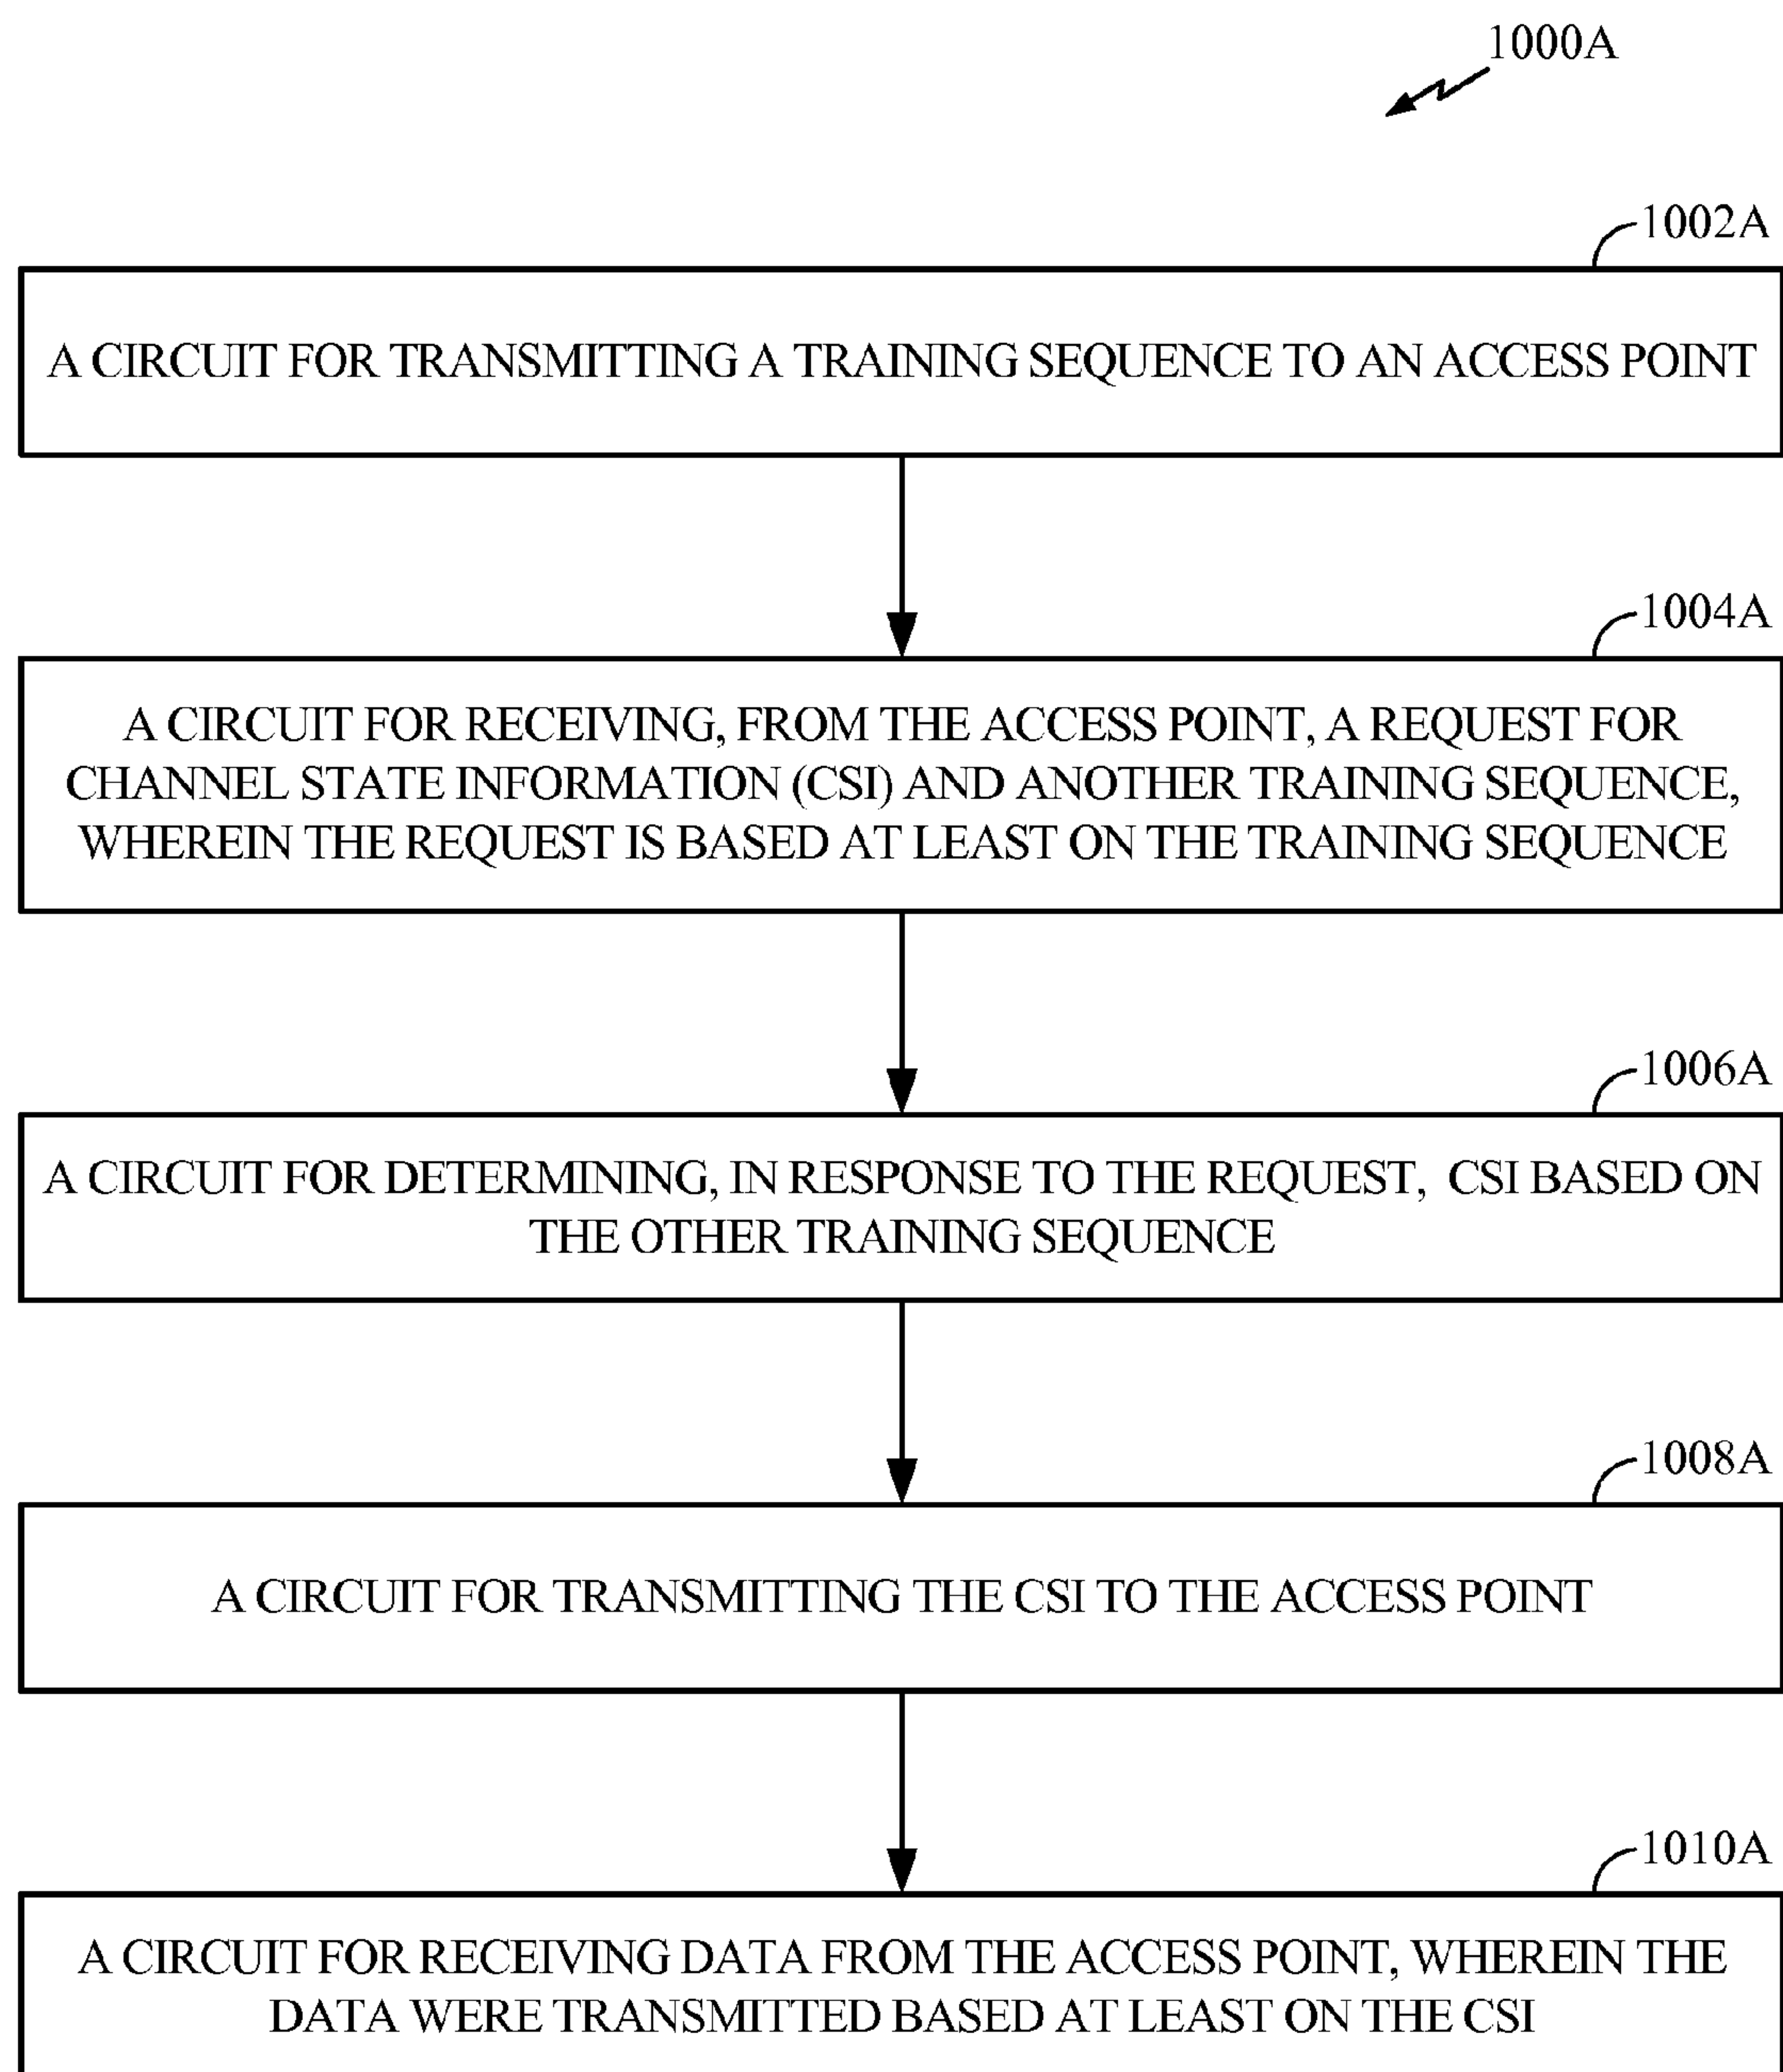 1000A
1002A
A CIRCUIT FOR TRANSMITTING A TRAINING SEQUENCE TO AN ACCESS POINT
1004A
A CIRCUIT FOR RECEIVING, FROM THE ACCESS POINT, A REQUEST FOR
CHANNEL STATE INFORMATION (CSI) AND ANOTHER TRAINING SEQUENCE,
WHEREIN THE REQUEST IS BASED AT LEAST ON THE TRAINING SEQUENCE
1006A
A CIRCUIT FOR DETERMINING, IN RESPONSE TO THE REQUEST, CSI BASED ON
THE OTHER TRAINING SEQUENCE
1008A
A CIRCUIT FOR TRANSMITTING THE CSI TO THE ACCESS POINT
1010A
A CIRCUIT FOR RECEIVING DATA FROM THE ACCESS POINT, WHEREIN THE
DATA WERE TRANSMITTED BASED AT LEAST ON THE CSI